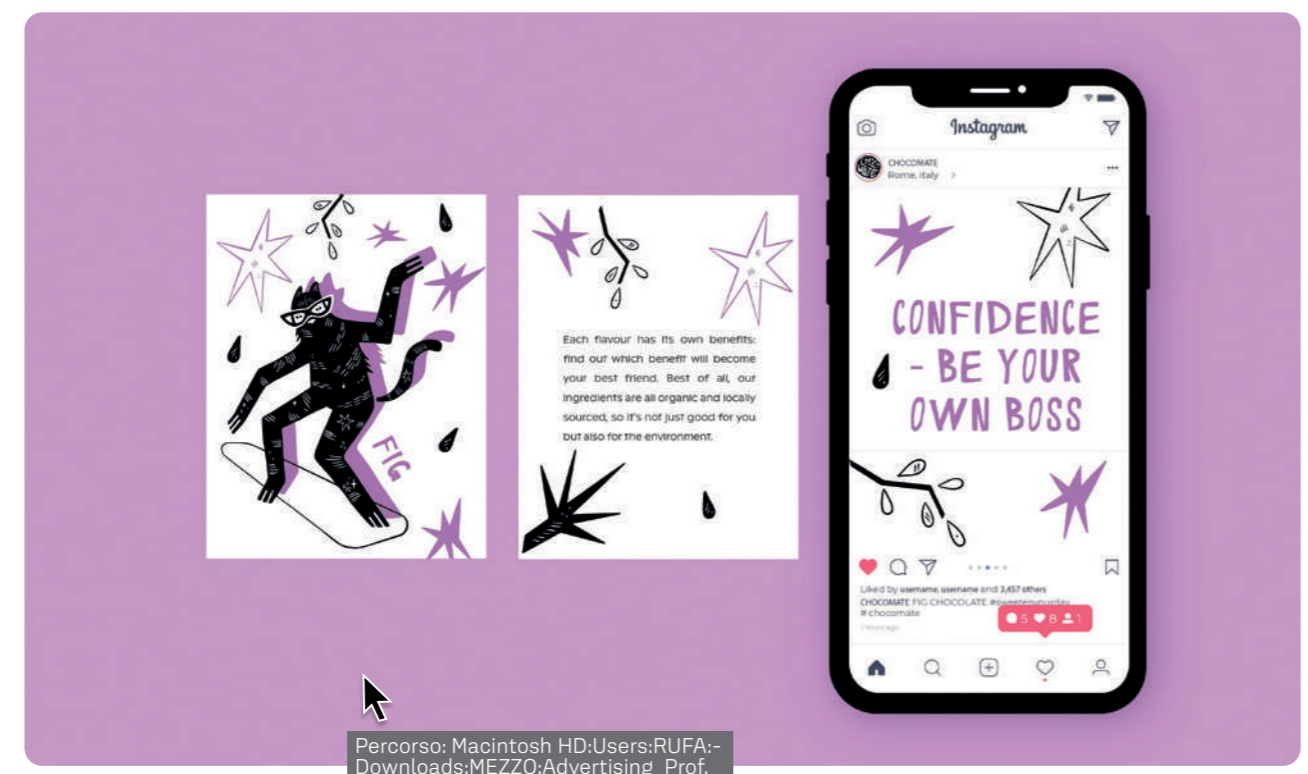 FIG
Each flavour has its own benefits:
find out which benefit will become
your best friend. Best of all, our
ingredients are all organic and locally
sourced, so it's not just good for you
but also for the environment.
Instagram
CHOCOMATE
Rome, Italy
CONFIDENCE
- BE YOUR
OWN BOSS
Liked by username, username and 3,457 others
CHOCOMATE FIG CHOCOLATE #sweetenyourday
# chocomate
5 8 1
hours ago
Percorso: Macintosh HD:Users:RUFA:-
Downloads:MEZZO:Advertising_Prof.